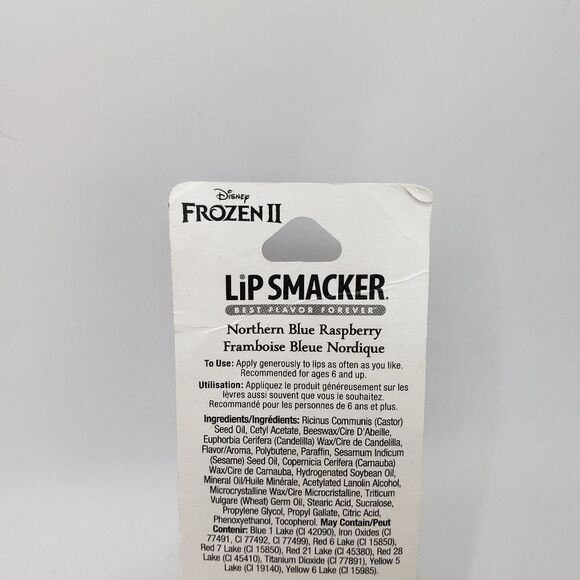 Disney
FROZEN II
LiP SMACKER®
BEST FLAVOR FOREVER™
Northern Blue Raspberry
Framboise Bleue Nordique
To Use: Apply generously to lips as often as you like.
Recommended for ages 6 and up.
Utilisation: Appliquez le produit généreusement sur les
lèvres aussi souvent que vous le souhaitez.
Recommandé pour les personnes de 6 ans et plus.
Ingredients/Ingrédients: Ricinus Communis (Castor)
Seed Oil, Cetyl Acetate, Beeswax/Cire D'Abeille,
Euphorbia Cerifera (Candelilla) Wax/Cire de Candelilla,
Flavor/Aroma, Polybutene, Paraffin, Sesamum Indicum
(Sesame) Seed Oil, Copernicia Cerifera (Carnauba)
Wax/Cire de Carnauba, Hydrogenated Soybean Oil,
Mineral Oil/Huile Minérale, Acetylated Lanolin Alcohol,
Microcrystalline Wax/Cire Microcristalline, Triticum
Vulgare (Wheat) Germ Oil, Stearic Acid, Sucralose,
Propylene Glycol, Propyl Gallate, Citric Acid,
Phenoxyethanol, Tocopherol. May Contain/Peut
Contenir: Blue 1 Lake (CI 42090), Iron Oxides (CI
77491, CI 77492, CI 77499), Red 6 Lake (CI 15850),
Red 7 Lake (CI 15850), Red 21 Lake (CI 45380), Red 28
Lake (CI 45410), Titanium Dioxide (CI 77891), Yellow 5
Lake (CI 19140), Yellow 6 Lake (CI 15985).